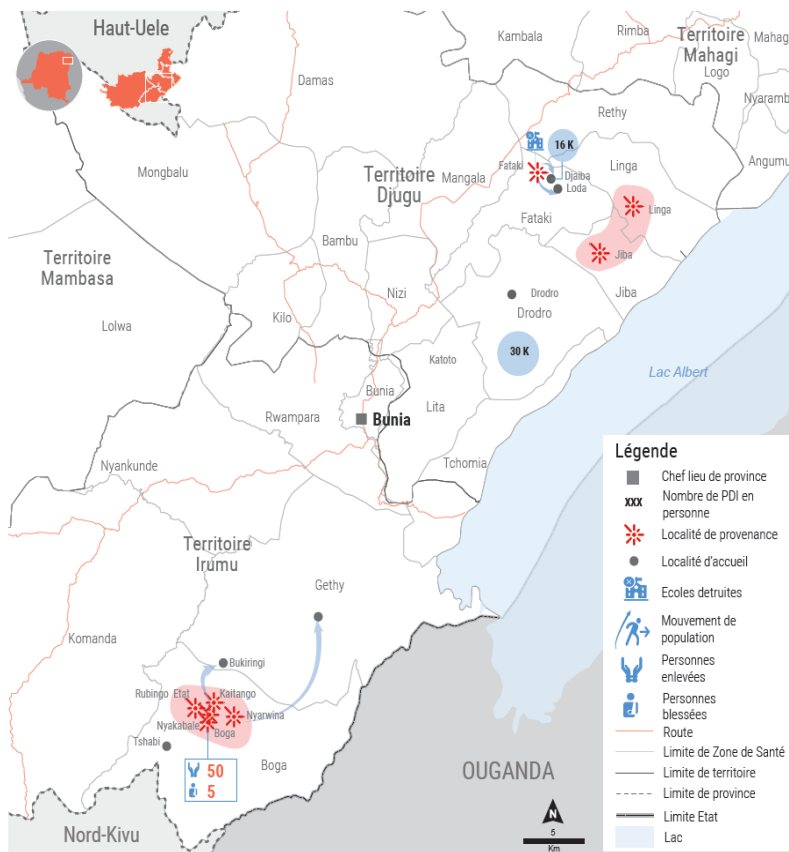 Haut-Uele
Kambala
Rimba
Territoire
Mahagi
Mahag
Logo
Damas
Nyaramb
Rethy
16 K
Mongbalu
Territoire
Djugu
Mangala
Fataki
Djaiba
Loda
Linga
Angumu
Linga
Fataki
Bambu
Territoire
Mambasa
Jiba
Nizi
Drodro
Drodro
Jiba
Kilo
Lolwa
30 K
Katoto
Lac Albert
Bunia
Bunia
Lita
Rwampara
Tchomia
Nyankunde
Territoire
Irumu
Gethy
Komanda
Bukiringi
Rubingo Etat
Kaitango
Nyarwina
Nyakabale
Boga
Tshabi
Boga
50
5
OUGANDA
Nord-Kivu
N
5
Km
Légende
Chef lieu de province
XXX
Nombre de PDI en
personne
Localité de provenance
Localité d'accueil
Ecoles detruites
Mouvement de
population
Personnes
enlevées
Personnes
blessées
Route
Limite de Zone de Santé
Limite de territoire
Limite de province
Limite Etat
Lac